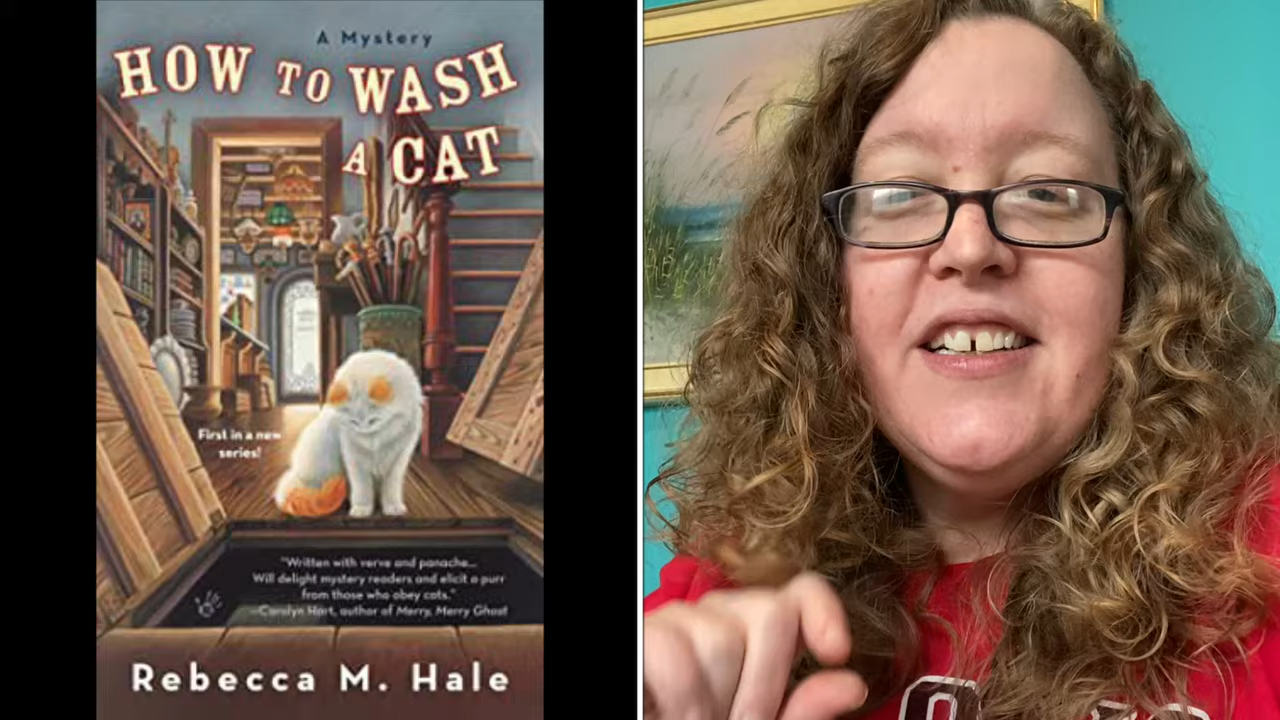 A Mystery
HOW TO WASH
A CAT
First in a new
series!
"Written with verve and panache...
Will delight mystery readers and elicit a purr
from those who obey cats."
—Carolyn Hart, author of Merry, Merry Ghost
Rebecca M. Hale